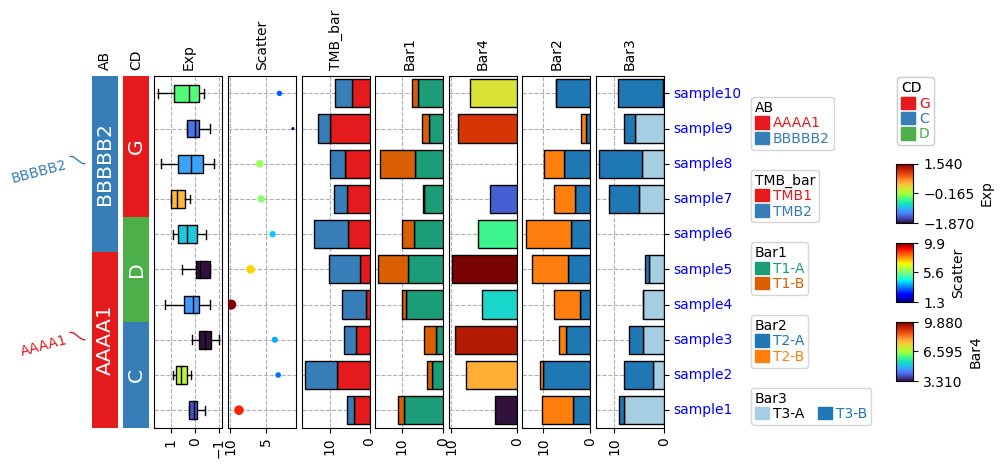 AB
CD
Exp
Scatter
TMB_bar
Bar1
Bar4
Bar2
Bar3
BBBBB2
AAAA1
BBBBB2
AAAA1
G
D
C
sample10
sample9
sample8
sample7
sample6
sample5
sample4
sample3
sample2
sample1
1
0
−1
10
5
10
0
10
0
0
10
0
10
0
AB
AAAA1
BBBBB2
TMB_bar
TMB1
TMB2
Bar1
T1-A
T1-B
Bar2
T2-A
T2-B
Bar3
T3-A T3-B
CD
G
C
D
1.540
−0.165
−1.870
Exp
9.9
5.6
1.3
Scatter
9.880
6.595
3.310
Bar4